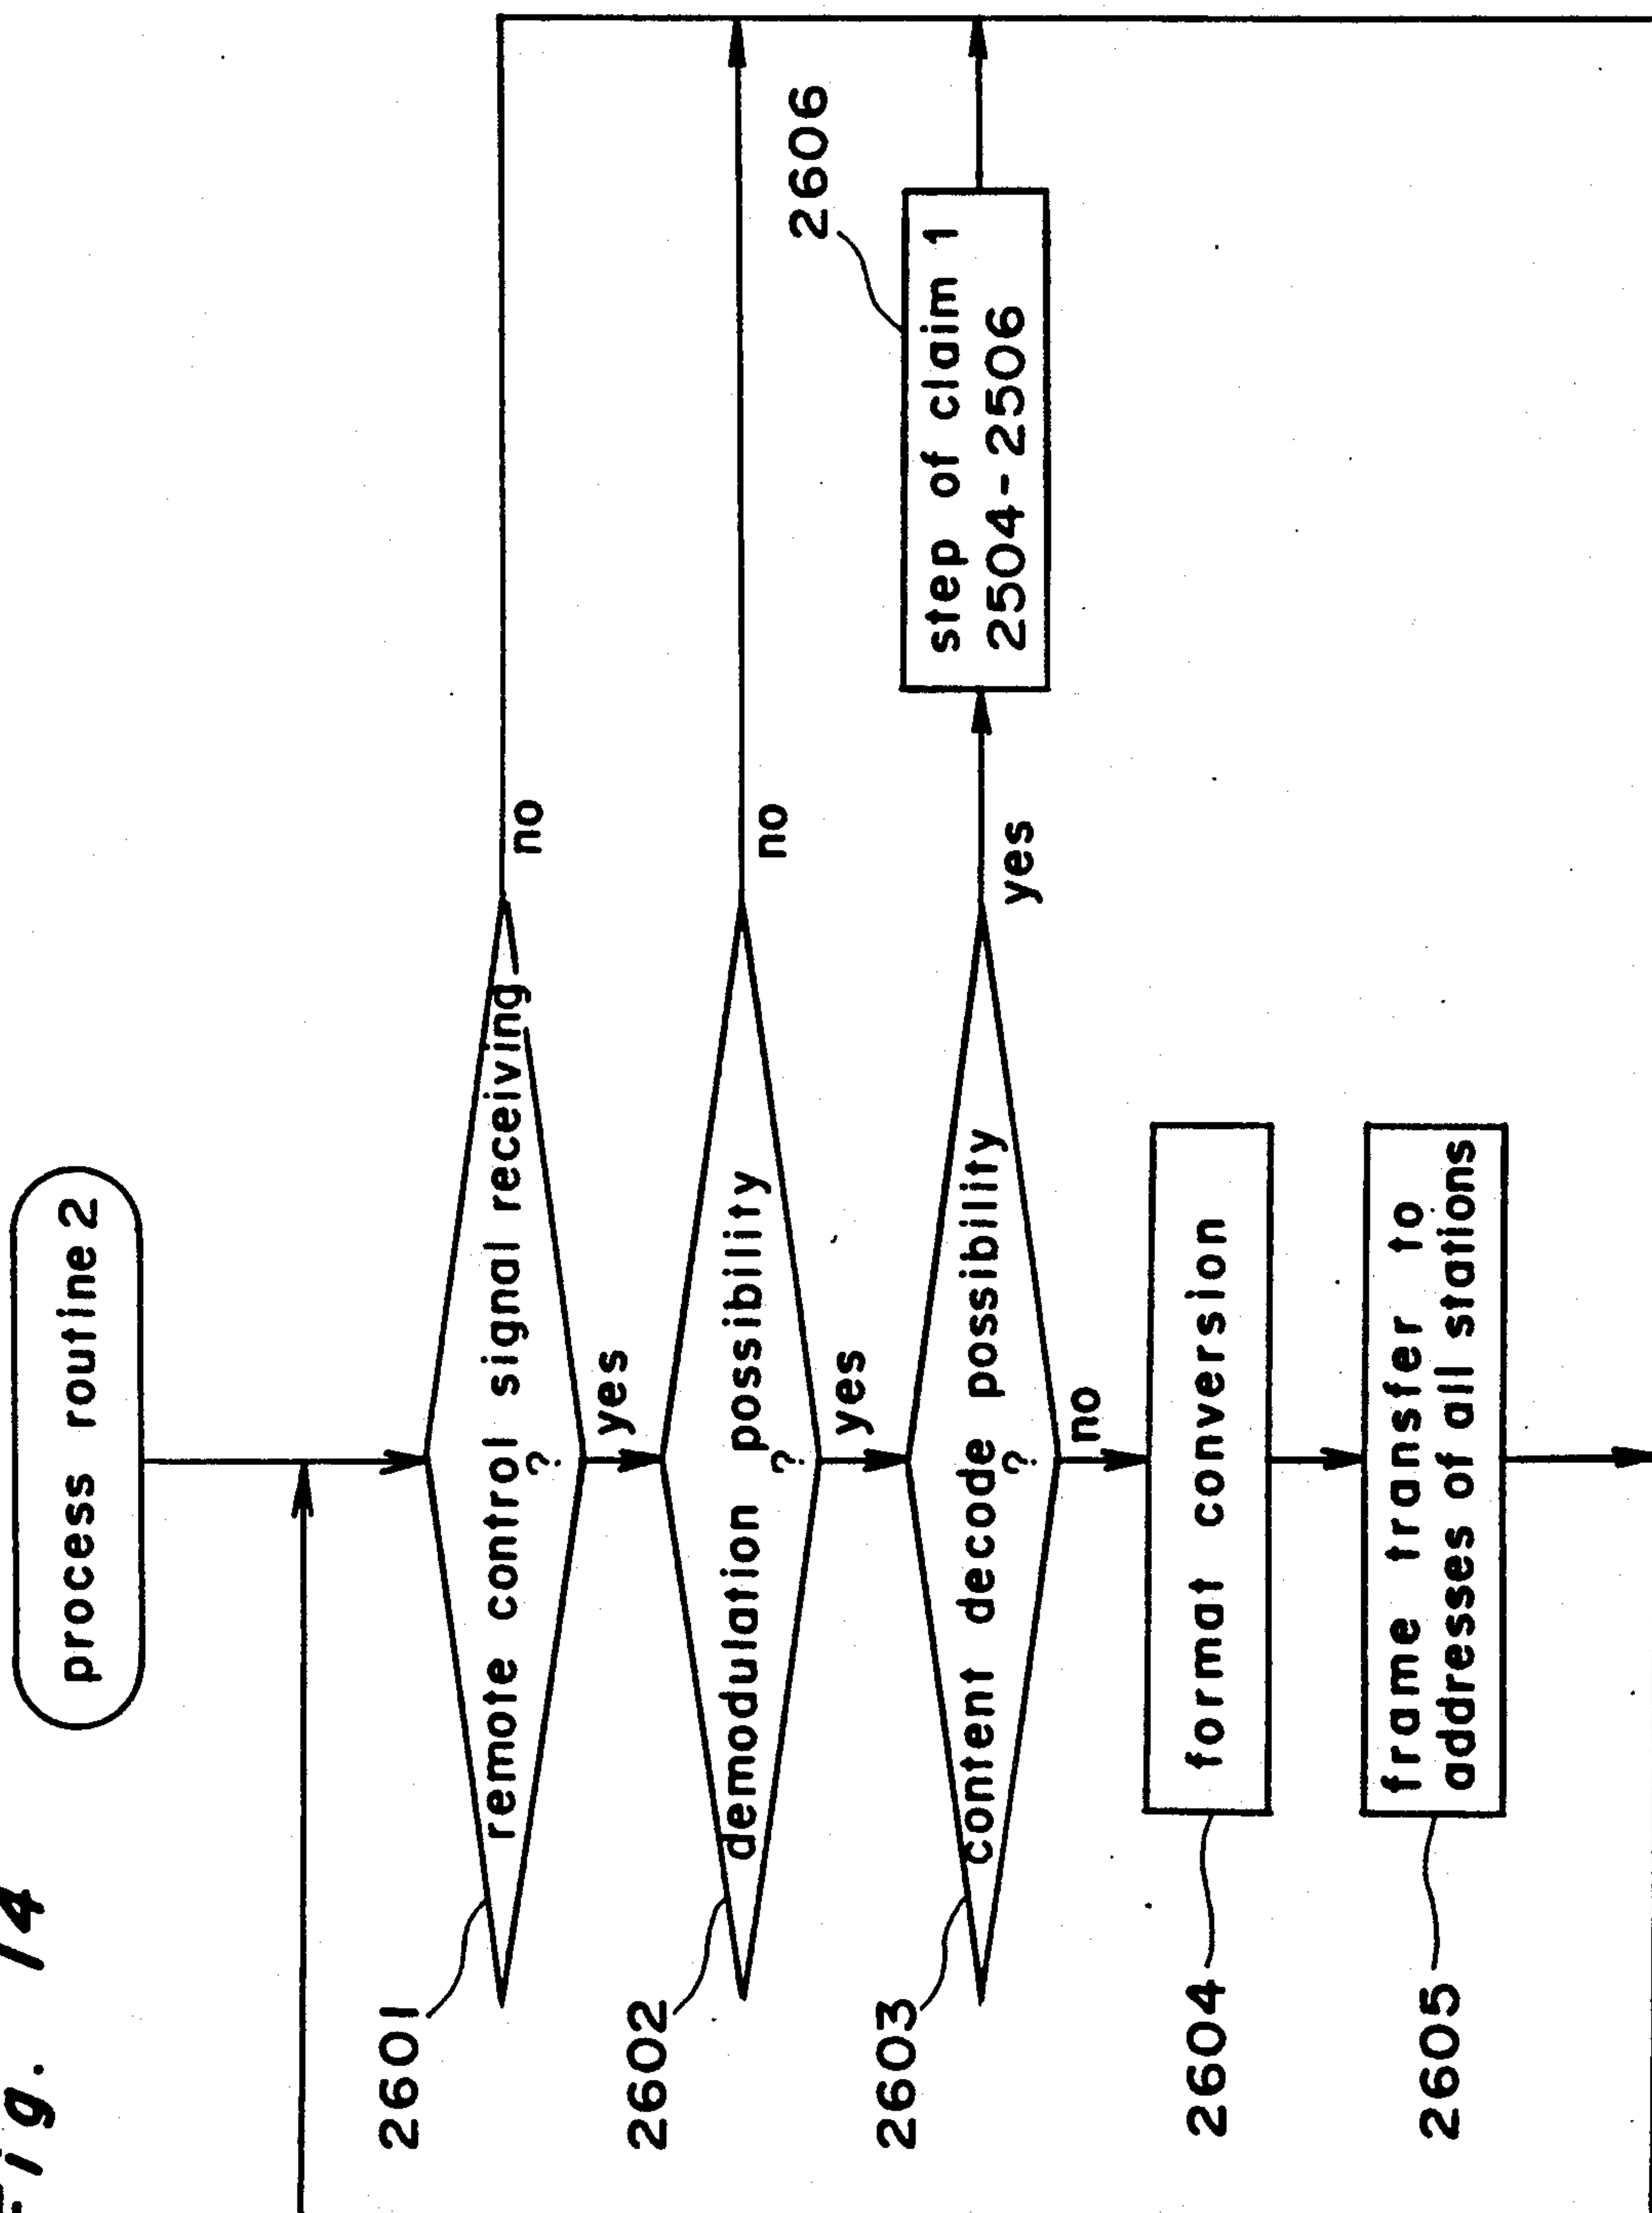 Fig. 14
process routine 2
2601
remote control signal receiving
?
no
yes
2602
demodulation possibility
?
no
yes
2603
content decode possibility
?
yes
no
2606
step of claim 1
2504-2506
2604
format conversion
2605
frame transfer to
addresses of all stations